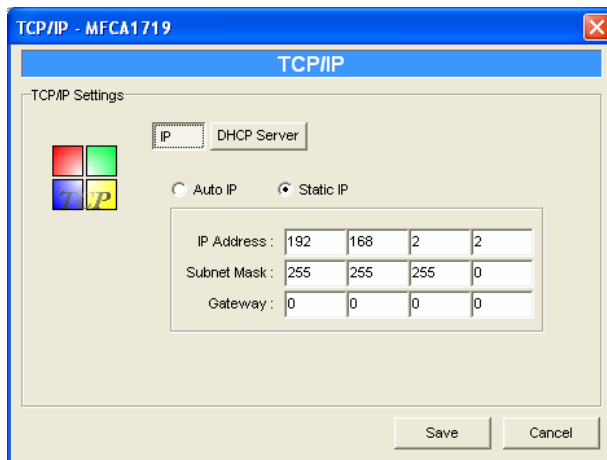 TCP/IP - MFCA1719
TCP/IP
TCP/IP Settings
IP DHCP Server
TCP
Auto IP Static IP
IP Address : 192 168 2 2
Subnet Mask : 255 255 255 0
Gateway : 0 0 0 0
Save Cancel